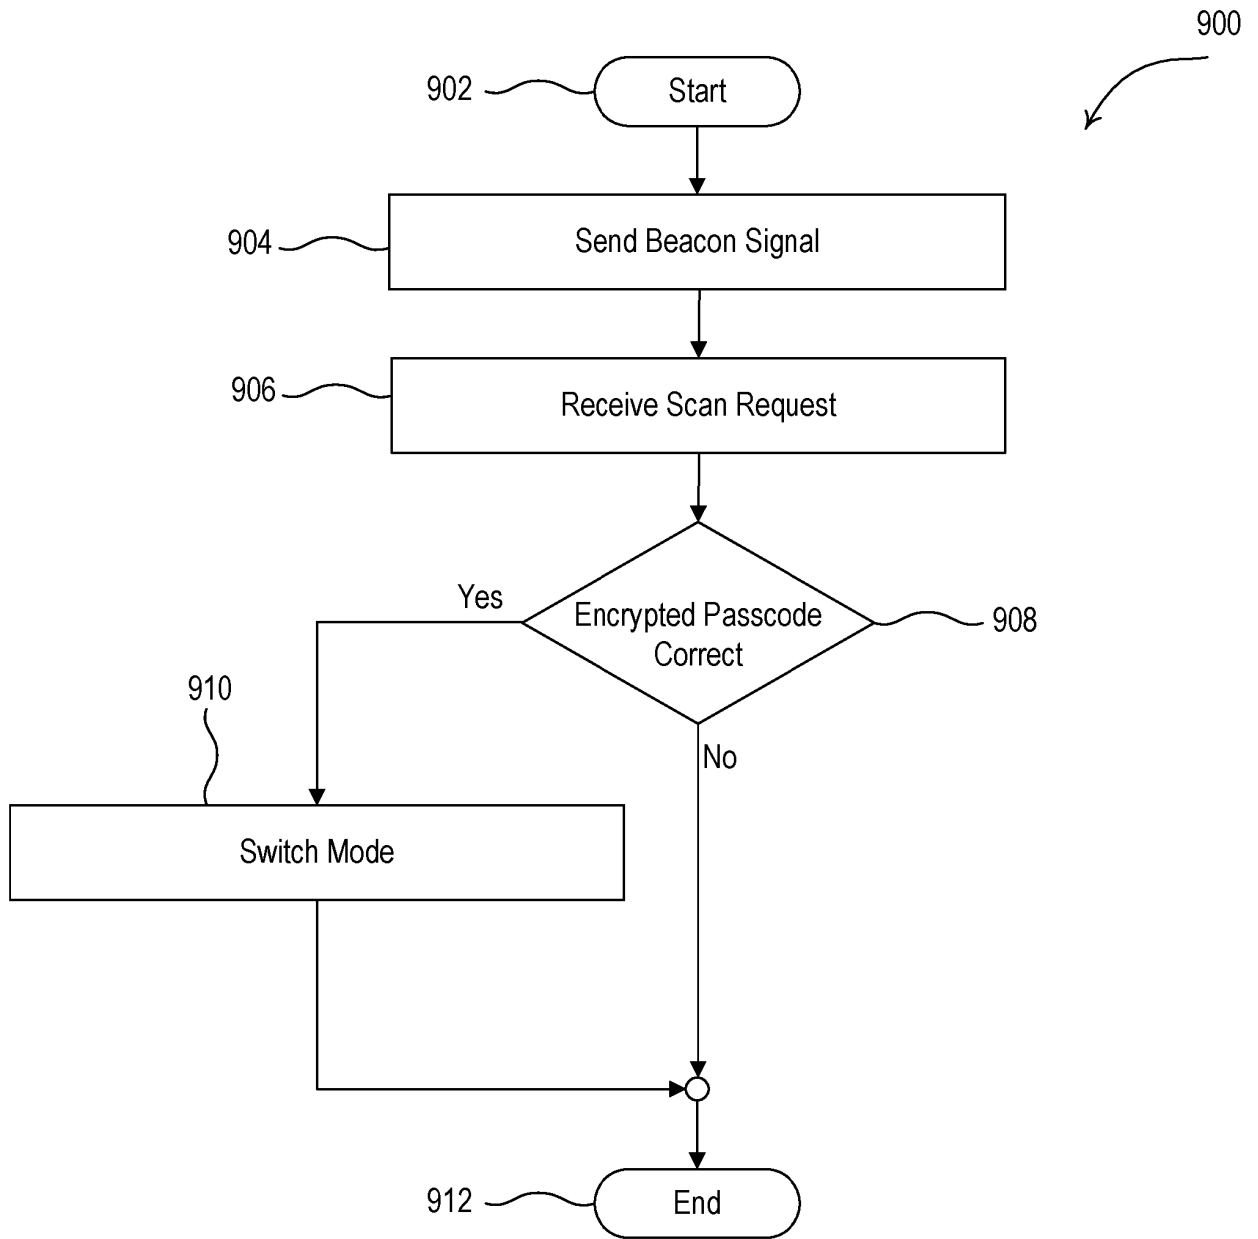 900
902
Start
904
Send Beacon Signal
906
Receive Scan Request
Yes
Encrypted Passcode
Correct
908
910
No
Switch Mode
912
End